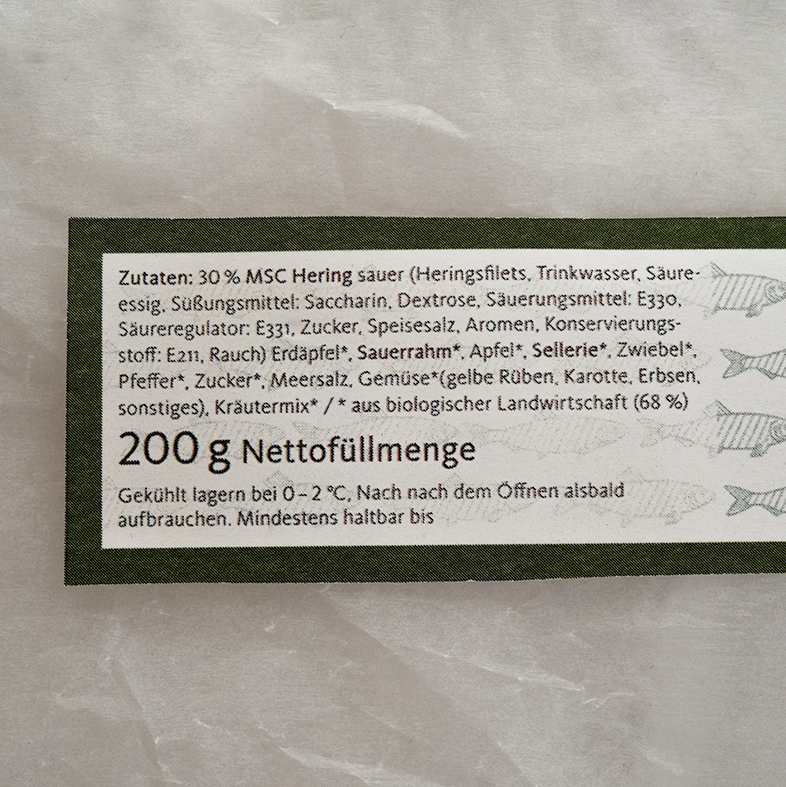 Zutaten: 30 % MSC Hering sauer (Heringsfilets, Trinkwasser, Säure-
essig, Süßungsmittel: Saccharin, Dextrose, Säuerungsmittel: E330,
Säureregulator: E331, Zucker, Speisesalz, Aromen, Konservierungs-
stoff: E211, Rauch) Erdäpfel*, Sauerrahm*, Apfel*, Sellerie*, Zwiebel*,
Pfeffer*, Zucker*, Meersalz, Gemüse*(gelbe Rüben, Karotte, Erbsen,
sonstiges), Kräutermix* / * aus biologischer Landwirtschaft (68 %)
200 g Nettofüllmenge
Gekühlt lagern bei 0–2 °C, Nach nach dem Öffnen alsbald
aufbrauchen. Mindestens haltbar bis